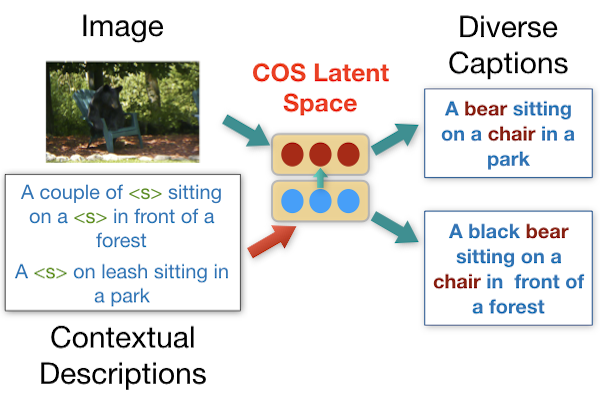 Image
COS Latent
Space
Diverse
Captions
A bear sitting
on a chair in a
park
A couple of <s> sitting
on a <s> in front of a
forest
A <s> on leash sitting in
a park
A black bear
sitting on a
chair in front of
a forest
Contextual
Descriptions